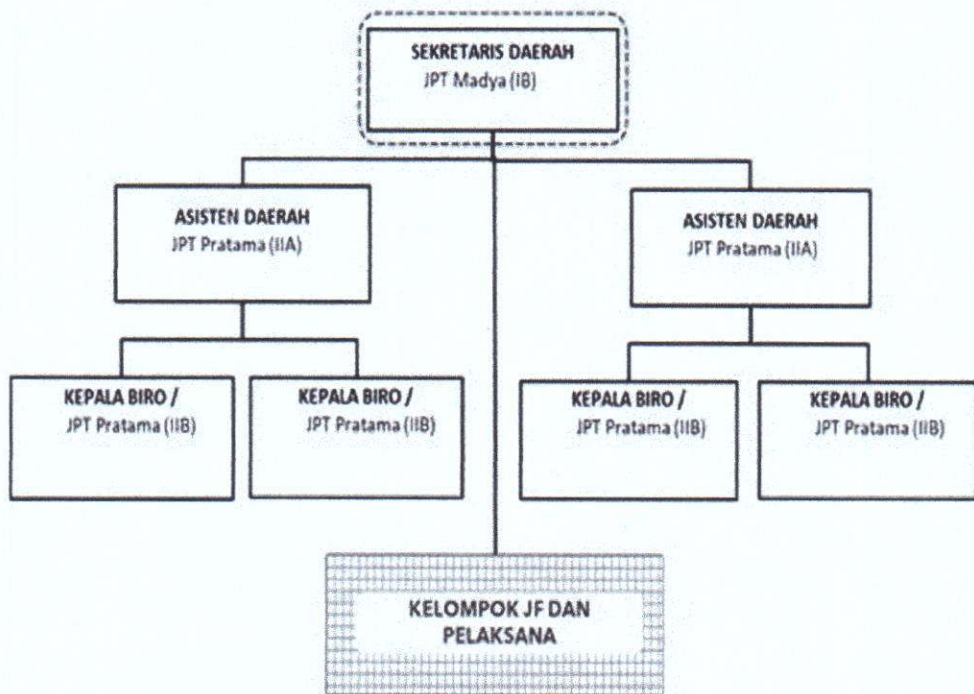 SEKRETARIS DAERAH
JPT Madya (IB)
ASISTEN DAERAH
JPT Pratama (IIA)
ASISTEN DAERAH
JPT Pratama (IIA)
KEPALA BIRO /
JPT Pratama (IIB)
KEPALA BIRO /
JPT Pratama (IIB)
KEPALA BIRO /
JPT Pratama (IIB)
KEPALA BIRO /
JPT Pratama (IIB)
KELOMPOK JF DAN
PELAKSANA